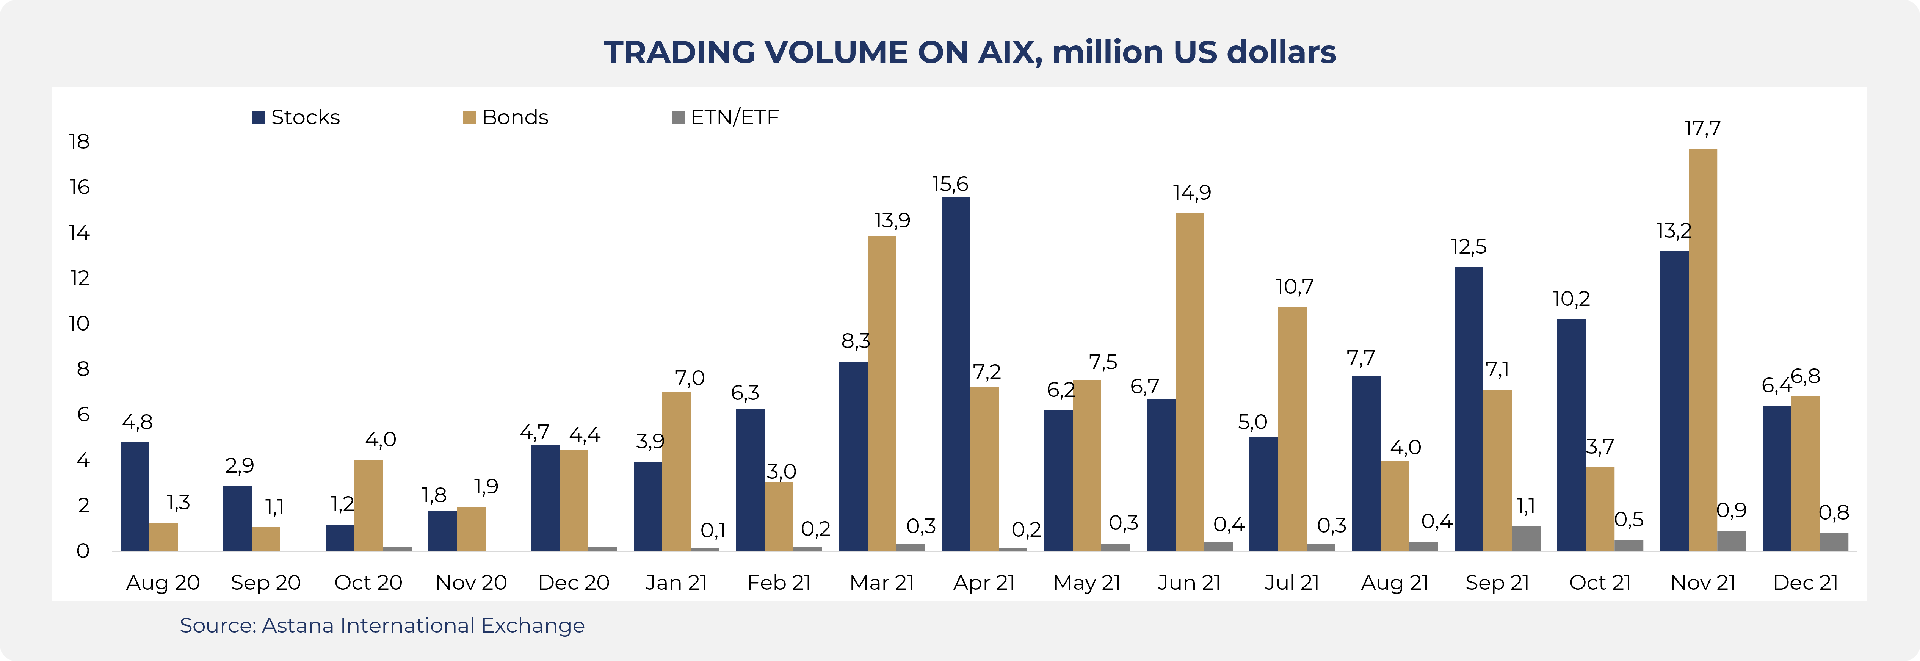 TRADING VOLUME ON AIX, million US dollars
Stocks Bonds ETN/ETF
18
16
14
12
10
8
6
4
2
0
4,8 1,3
2,9 1,1
1,2 4,0
1,8 1,9
4,7 4,4
3,9 7,0 0,1
6,3 3,0 0,2
8,3 13,9 0,3
15,6 7,2 0,2
6,2 7,5 0,3
6,7 14,9 0,4
5,0 10,7 0,3
7,7 4,0 0,4
12,5 7,1 1,1
10,2 3,7 0,5
13,2 17,7 0,9
6,4 6,8 0,8
Aug 20 Sep 20 Oct 20 Nov 20 Dec 20 Jan 21 Feb 21 Mar 21 Apr 21 May 21 Jun 21 Jul 21 Aug 21 Sep 21 Oct 21 Nov 21 Dec 21
Source: Astana International Exchange